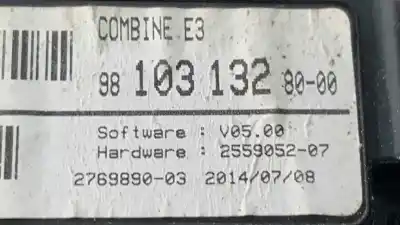 COMBINE E3
98 103 132 80-00
Software : V05.00
Hardware : 2559052-07
2769890-03 2014/07/08